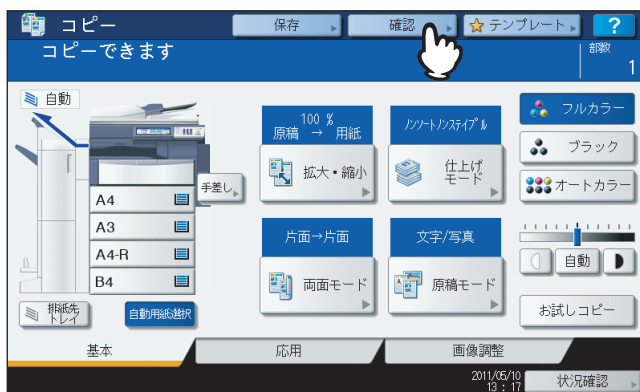 コピー
保存
確認
テンプレート
?
コピーできます
部数
1
自動
100 %
原稿 → 用紙
ﾉﾝｿｰﾄ/ﾉﾝｽﾃｲﾌﾟﾙ
フルカラー
拡大・縮小
仕上げ
モード
ブラック
手差し
オートカラー
A4
A3
A4-R
B4
片面→片面
文字/写真
両面モード
原稿モード
自動
排紙先
トレイ
自動用紙選択
お試しコピー
基本
応用
画像調整
2011/05/10
13 : 17
状況確認